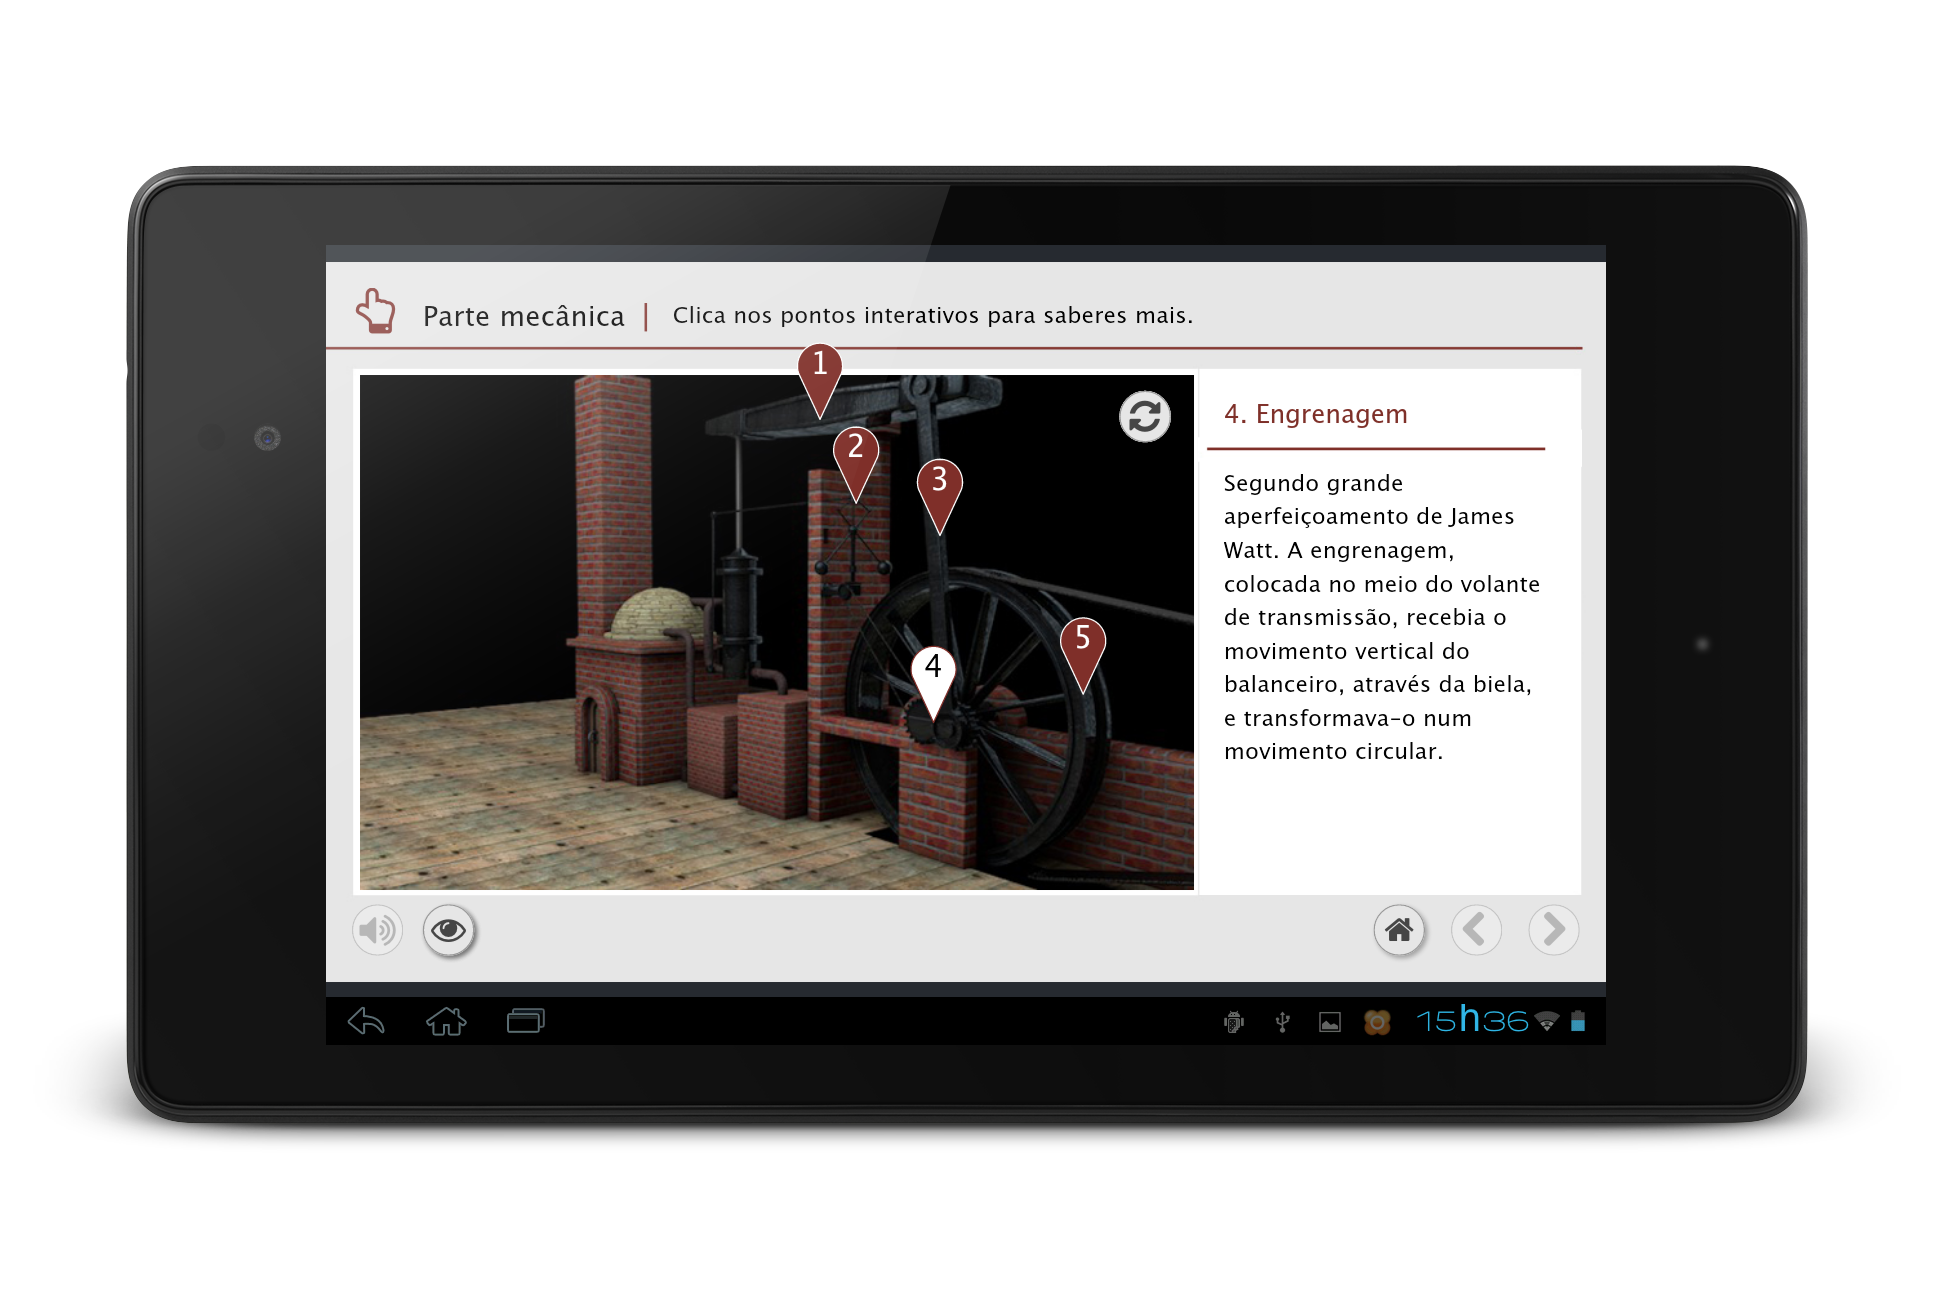 Parte mecânica | Clica nos pontos interativos para saberes mais.
1
2
3
4
5
4. Engrenagem
Segundo grande
aperfeiçoamento de James
Watt. A engrenagem,
colocada no meio do volante
de transmissão, recebia o
movimento vertical do
balanceiro, através da biela,
e transformava-o num
movimento circular.
15h36